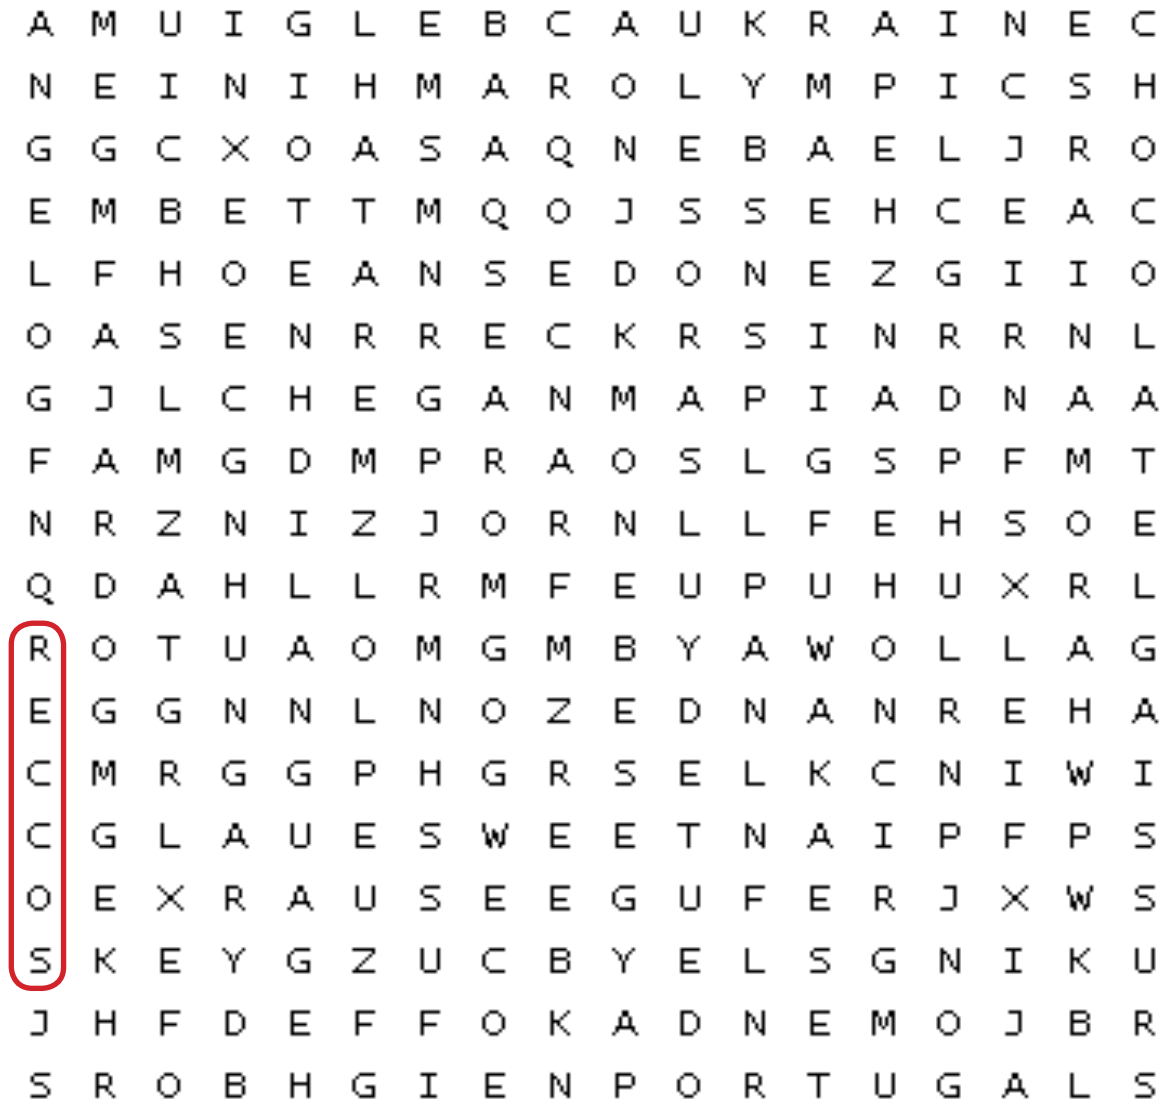 A M U I G L E B C A U K R A I N E C
N E I N I H M A R O L Y M P I C S H
G G C X O A S A Q N E B A E L J R O
E M B E T T M Q O J S S E H C E A C
L F H O E A N S E D O N E Z G I I O
O A S E N R R E C K R S I N R R N L
G J L C H E G A N M A P I A D N A A
F A M G D M P R A O S L G S P F M T
N R Z N I Z J O R N L L F E H S O E
Q D A H L L R M F E U P U H U X R L
R O T U A O M G M B Y A W O L L A G
E G G N N L N O Z E D N A N R E H A
C M R G G P H G R S E L K C N I W I
C G L A U E S W E E T N A I P F P S
O E X R A U S E E G U F E R J X W S
S K E Y G Z U C B Y E L S G N I K U
J H F D E F F O K A D N E M O J B R
S R O B H G I E N P O R T U G A L S